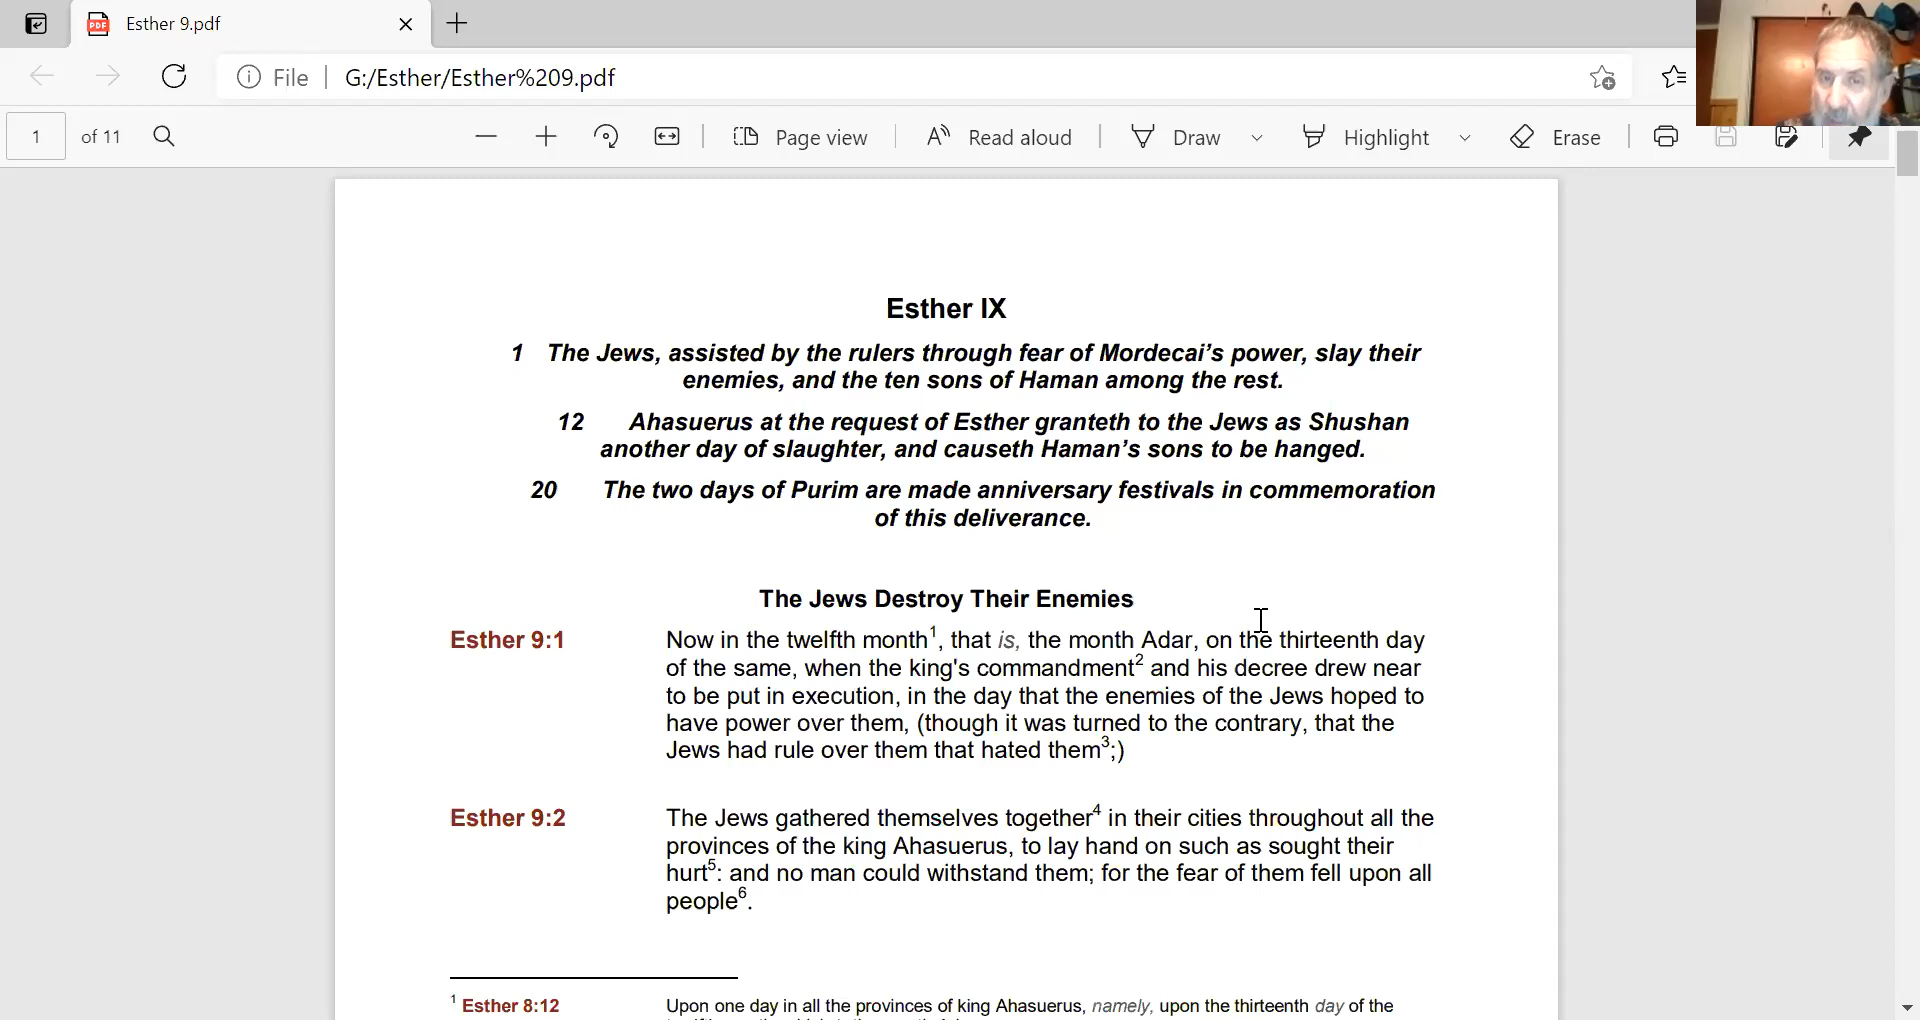 Esther 9.pdf
File
G:/Esther/Esther%209.pdf
1 of 11
Page view
Read aloud
Draw
Highlight
Erase
Esther IX
1 The Jews, assisted by the rulers through fear of Mordecai’s power, slay their
enemies, and the ten sons of Haman among the rest.
12 Ahasuerus at the request of Esther granteth to the Jews as Shushan
another day of slaughter, and causeth Haman’s sons to be hanged.
20 The two days of Purim are made anniversary festivals in commemoration
of this deliverance.
The Jews Destroy Their Enemies
Esther 9:1 Now in the twelfth month1, that is, the month Adar, on the thirteenth day
of the same, when the king's commandment2 and his decree drew near
to be put in execution, in the day that the enemies of the Jews hoped to
have power over them, (though it was turned to the contrary, that the
Jews had rule over them that hated them3;)
Esther 9:2 The Jews gathered themselves together4 in their cities throughout all the
provinces of the king Ahasuerus, to lay hand on such as sought their
hurt5: and no man could withstand them; for the fear of them fell upon all
people6.
1 Esther 8:12 Upon one day in all the provinces of king Ahasuerus, namely, upon the thirteenth day of the